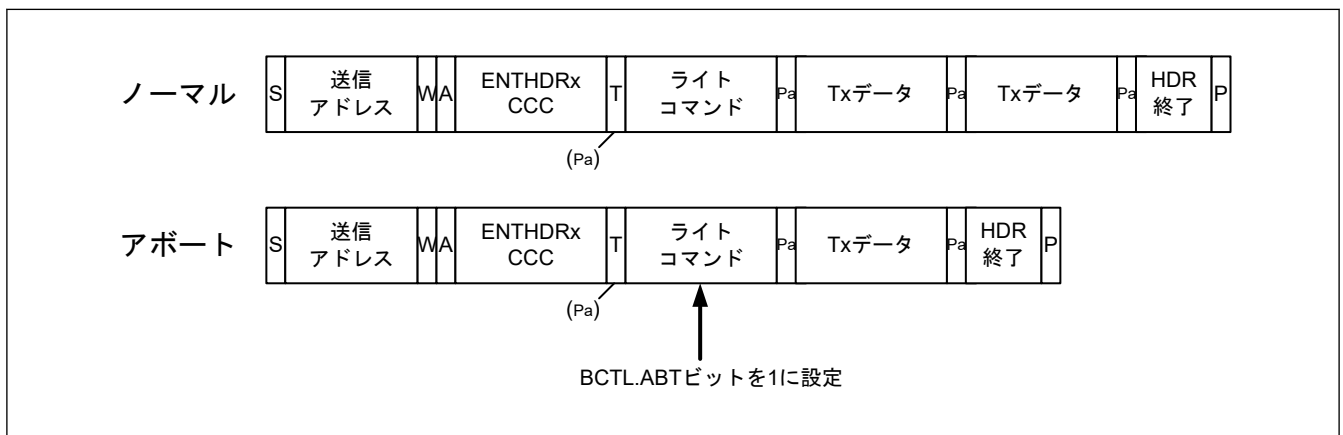 ノーマル S 送信 アドレス W A ENTHDRx CCC T ライト コマンド Pa Txデータ Pa Txデータ Pa HDR 終了 P
(Pa)
アボート S 送信 アドレス W A ENTHDRx CCC T ライト コマンド Pa Txデータ Pa HDR 終了 P
(Pa)
BCTL.ABTビットを1に設定